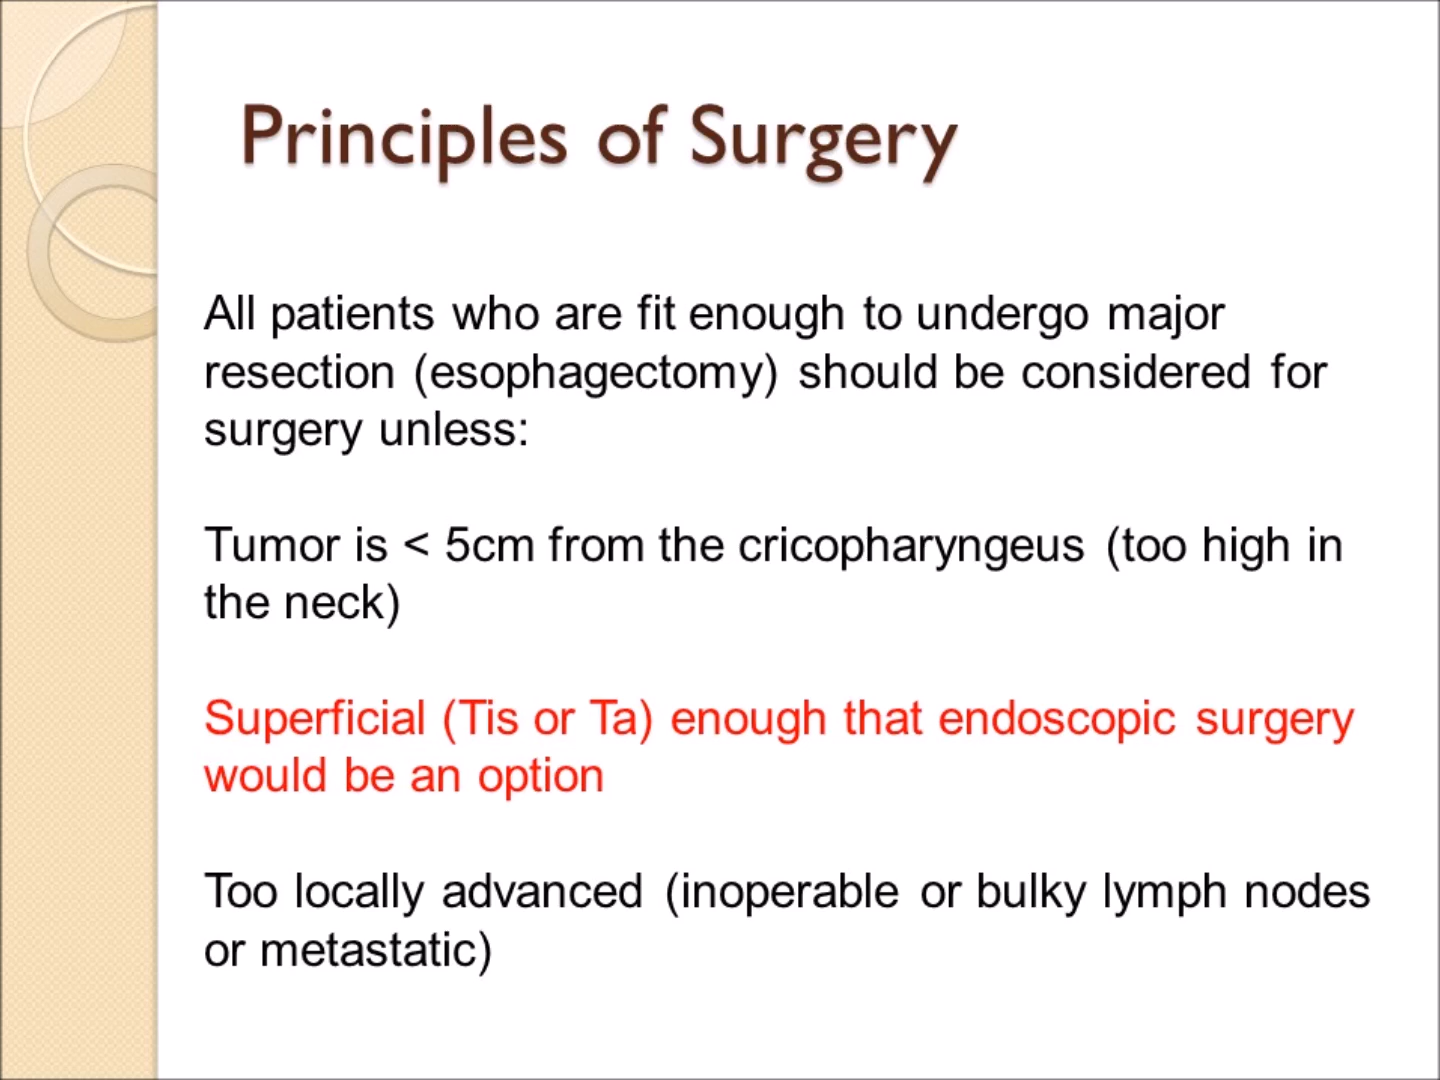 Principles of Surgery
All patients who are fit enough to undergo major
resection (esophagectomy) should be considered for
surgery unless:
Tumor is < 5cm from the cricopharyngeus (too high in
the neck)
Superficial (Tis or Ta) enough that endoscopic surgery
would be an option
Too locally advanced (inoperable or bulky lymph nodes
or metastatic)